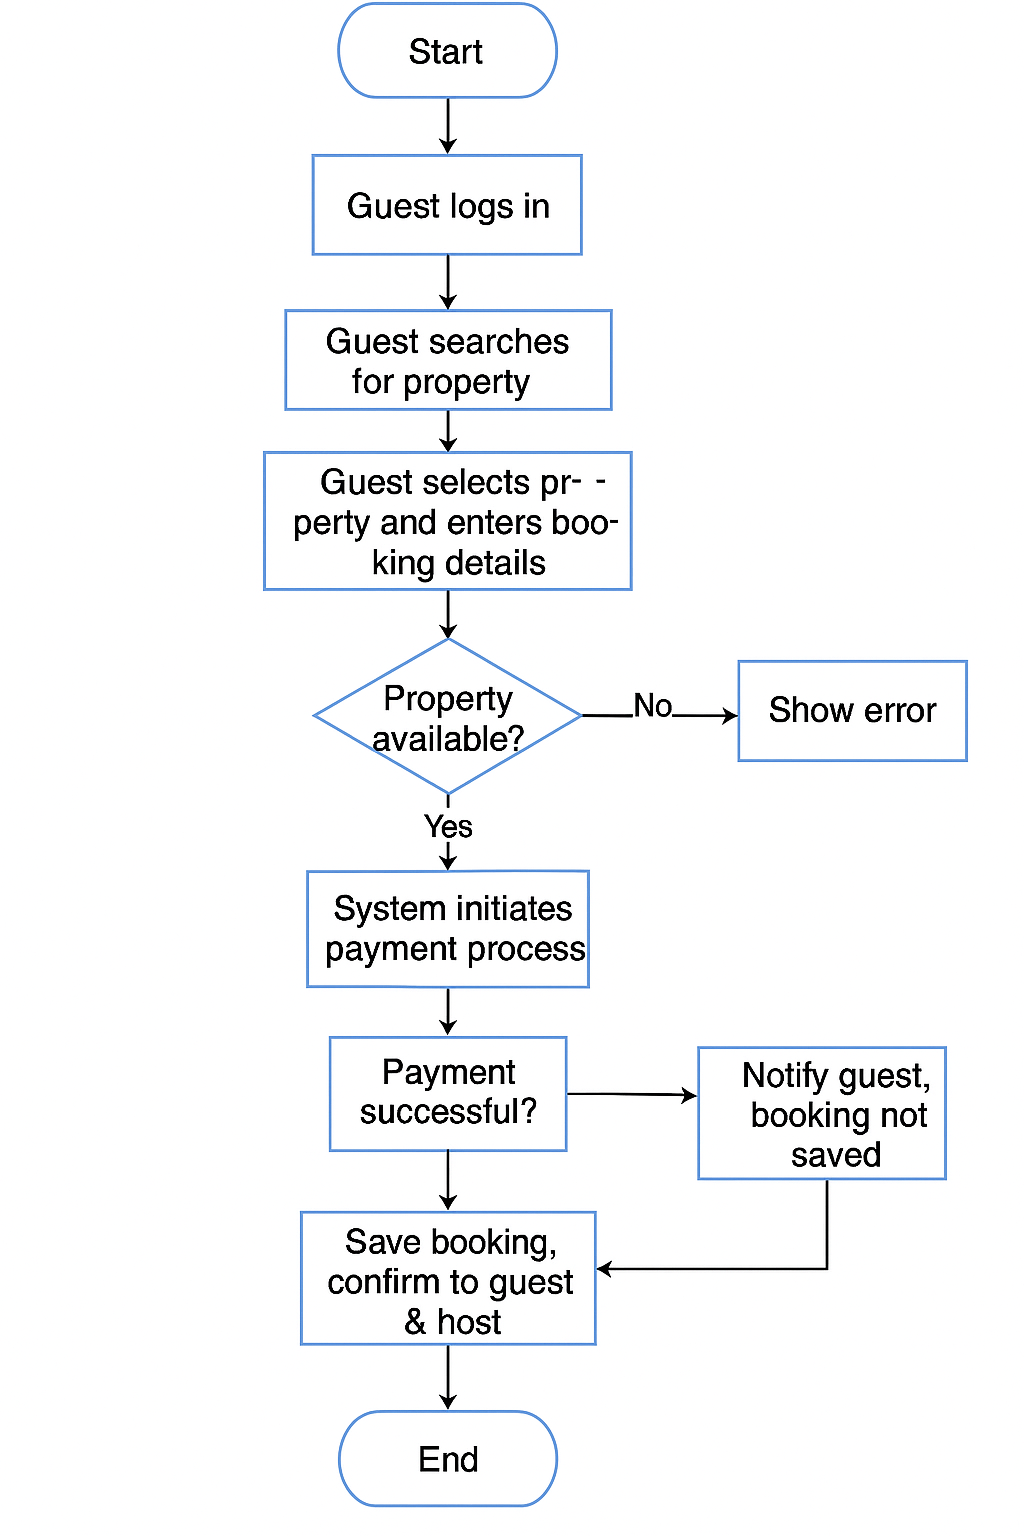 Start
Guest logs in
Guest searches
for property
Guest selects pr- -
perty and enters boo-
king details
Property
available?
No
Show error
Yes
System initiates
payment process
Payment
successful?
Notify guest,
booking not
saved
Save booking,
confirm to guest
& host
End